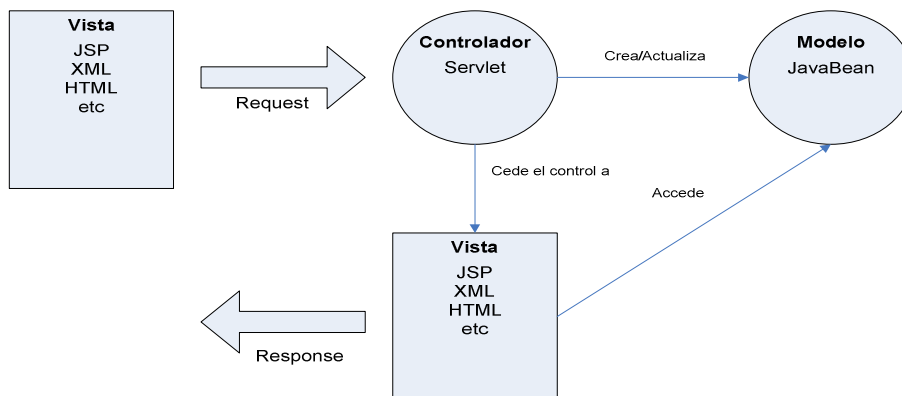 Vista
JSP
XML
HTML
etc
Request
Controlador
Servlet
Crea/Actualiza
Modelo
JavaBean
Cede el control a
Accede
Vista
JSP
XML
HTML
etc
Response